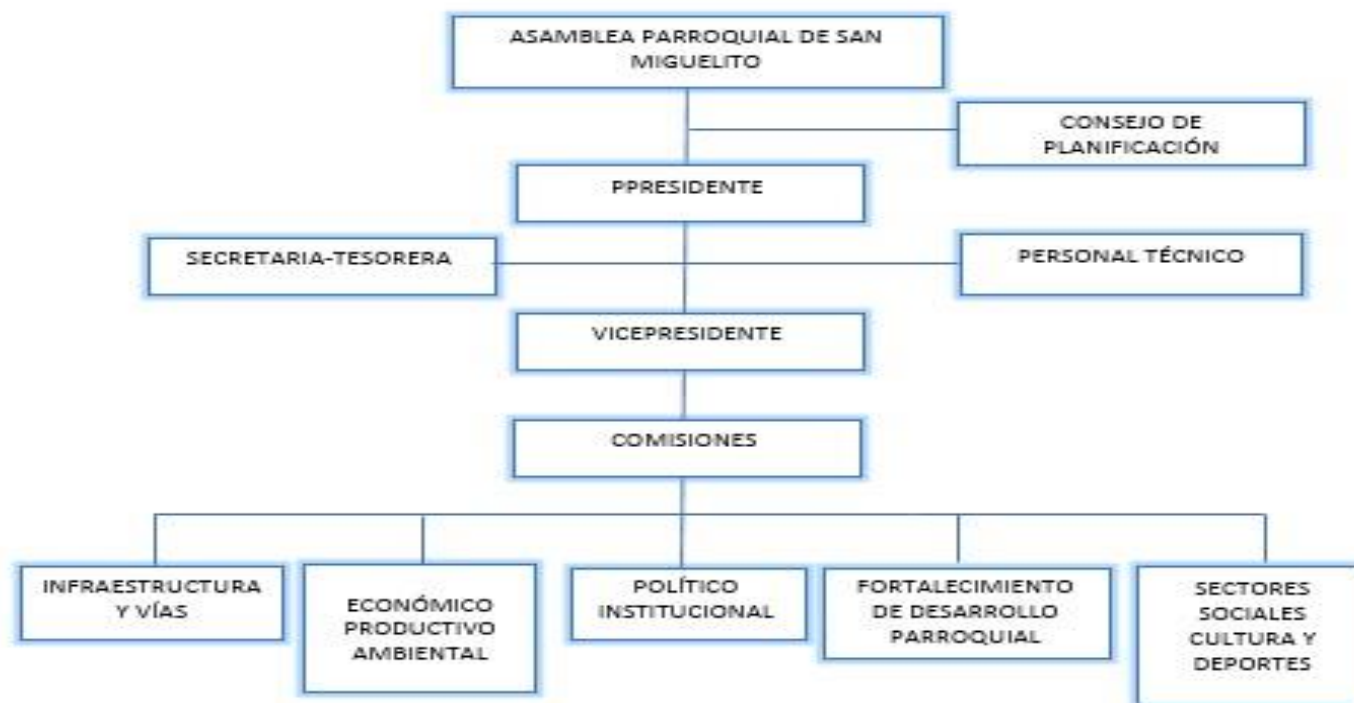 ASAMBLEA PARROQUIAL DE SAN
MIGUELITO
CONSEJO DE
PLANIFICACIÓN
PPRESIDENTE
SECRETARIA-TESORERA
PERSONAL TÉCNICO
VICEPRESIDENTE
COMISIONES
INFRAESTRUCTURA
Y VÍAS
ECONÓMICO
PRODUCTIVO
AMBIENTAL
POLÍTICO
INSTITUCIONAL
FORTALECIMIENTO
DE DESARROLLO
PARROQUIAL
SECTORES
SOCIALES
CULTURA Y
DEPORTES